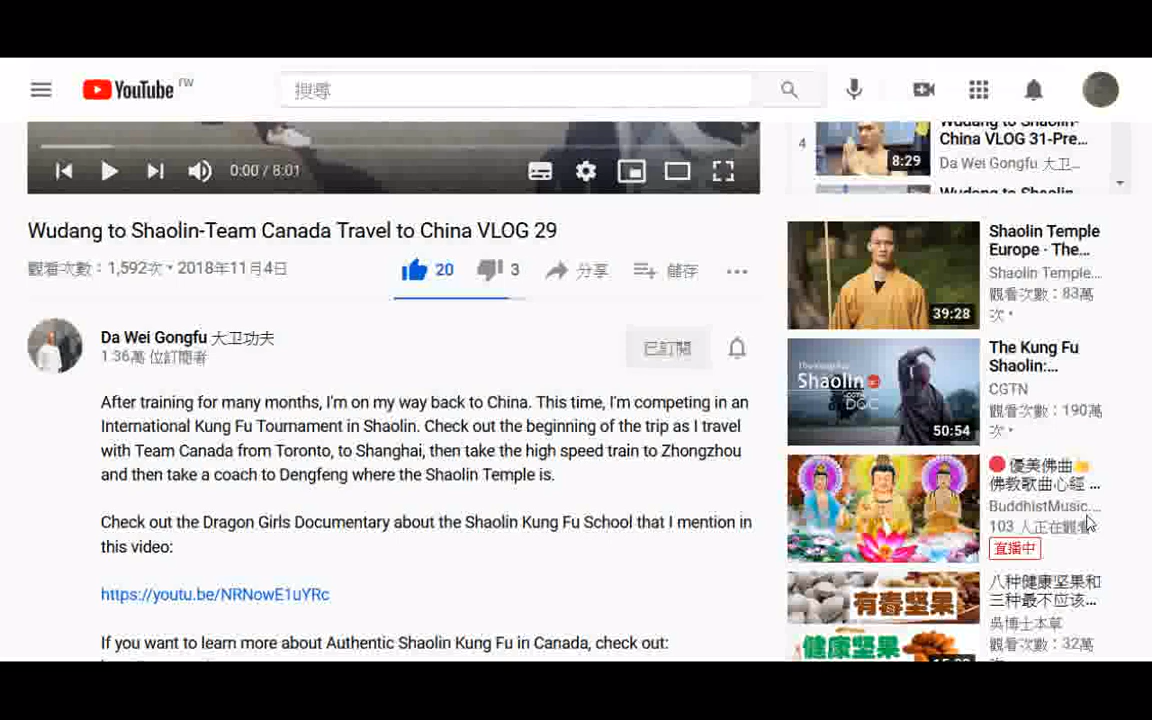 YouTube RW
搜尋
0:00 / 8:01
Wudang to Shaolin-Team Canada Travel to China VLOG 29
觀看次數：1,592次 • 2018年11月4日
20
3
分享
儲存
Da Wei Gongfu 大卫功夫
1.36萬 位訂閱者
已訂閱
After training for many months, I'm on my way back to China. This time, I'm competing in an
International Kung Fu Tournament in Shaolin. Check out the beginning of the trip as I travel
with Team Canada from Toronto, to Shanghai, then take the high speed train to Zhongzhou
and then take a coach to Dengfeng where the Shaolin Temple is.
Check out the Dragon Girls Documentary about the Shaolin Kung Fu School that I mention in
this video:
https://youtu.be/NRNowE1uYRc
If you want to learn more about Authentic Shaolin Kung Fu in Canada, check out:
4
8:29
Wudang to Shaolin-
China VLOG 31-Pre...
Da Wei Gongfu 大卫...
Wudang to Shaolin-
39:28
Shaolin Temple
Europe · The...
Shaolin Temple...
觀看次數：83萬
次 •
Shaolin
CGTN
DOC
50:54
The Kung Fu
Shaolin:...
CGTN
觀看次數：190萬
次 •
優美佛曲
佛教歌曲心經 ...
BuddhistMusic...
103 人正在觀看
直播中
有毒坚果
健康坚果
八种健康坚果和
三种最不应该...
吳博士本草
觀看次數：32萬